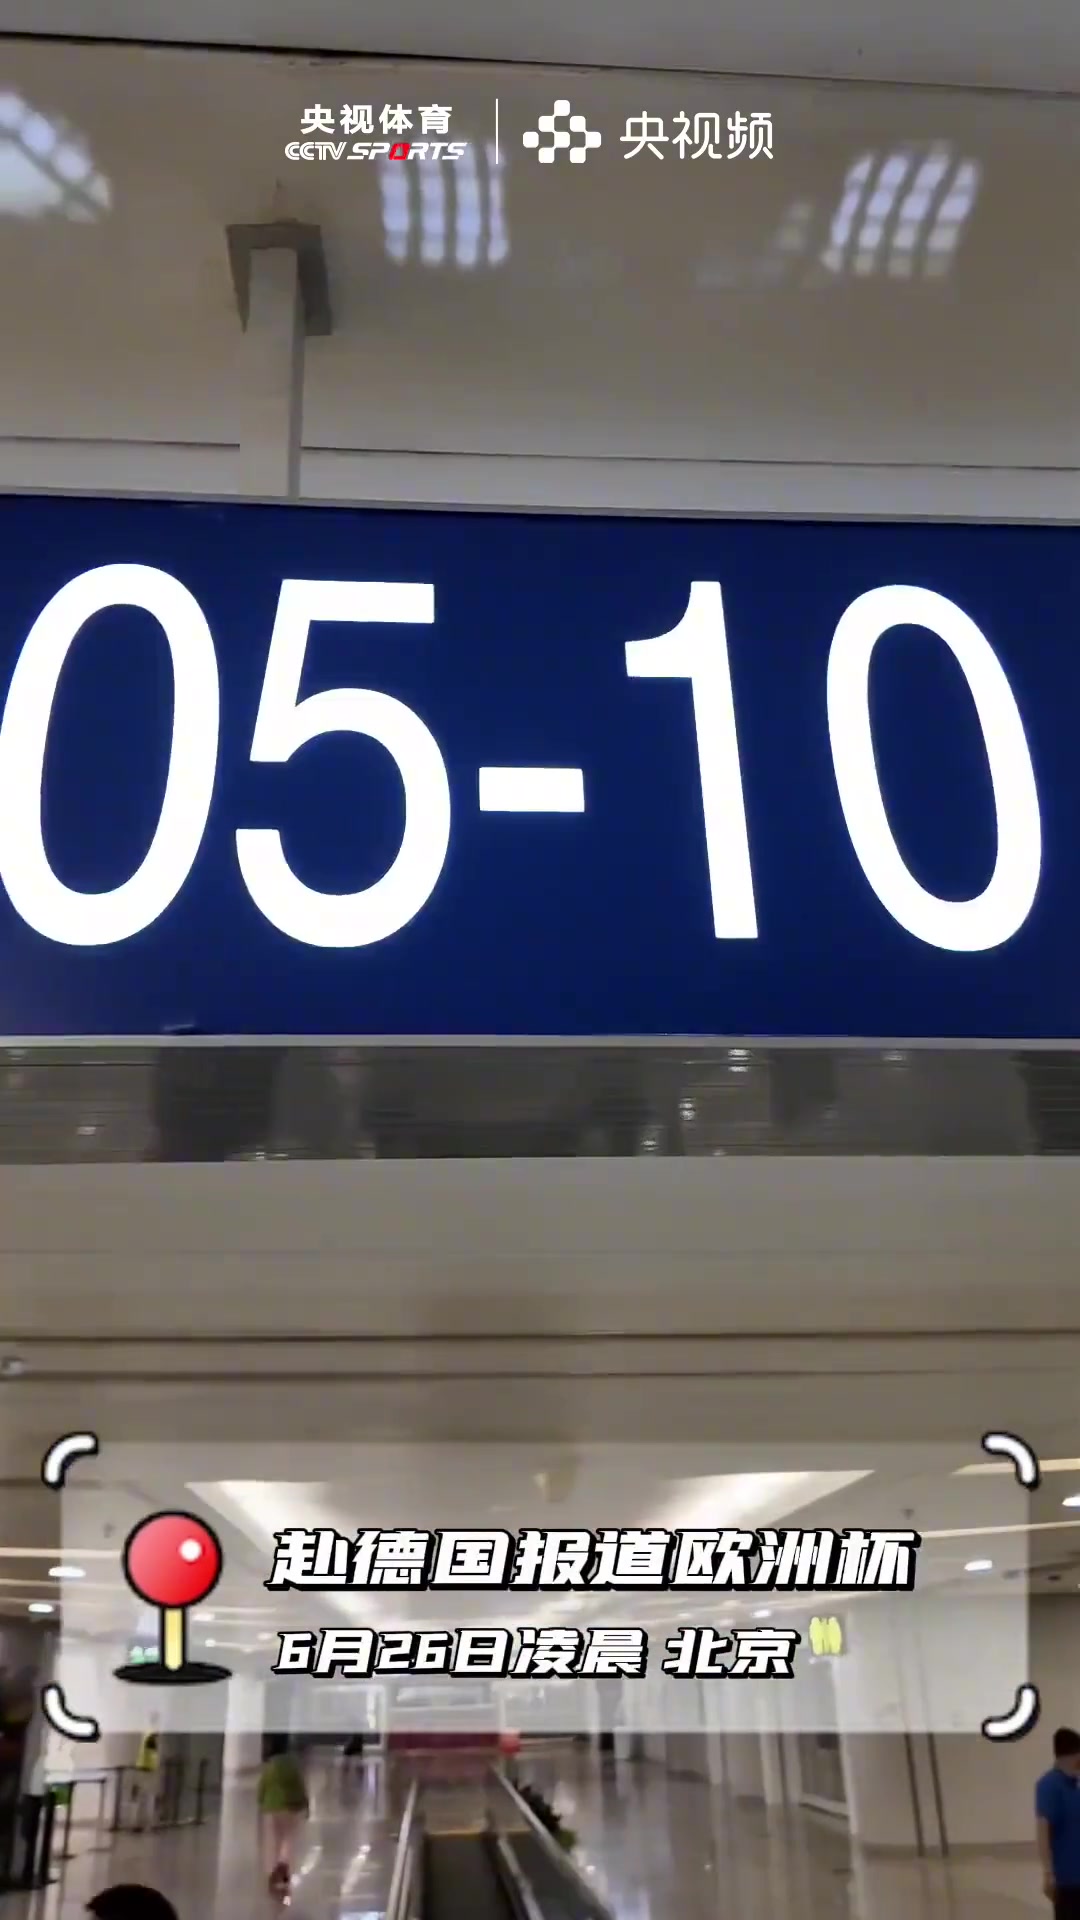 央视体育
CCTV SPORTS
央视频
05-10
赴德国报道欧洲杯
6月26日凌晨 北京